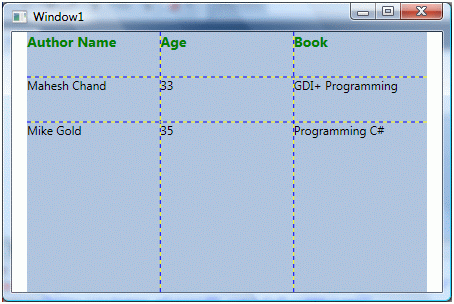 Window1
Author Name Age Book
Mahesh Chand 33 GDI+ Programming
Mike Gold 35 Programming C#